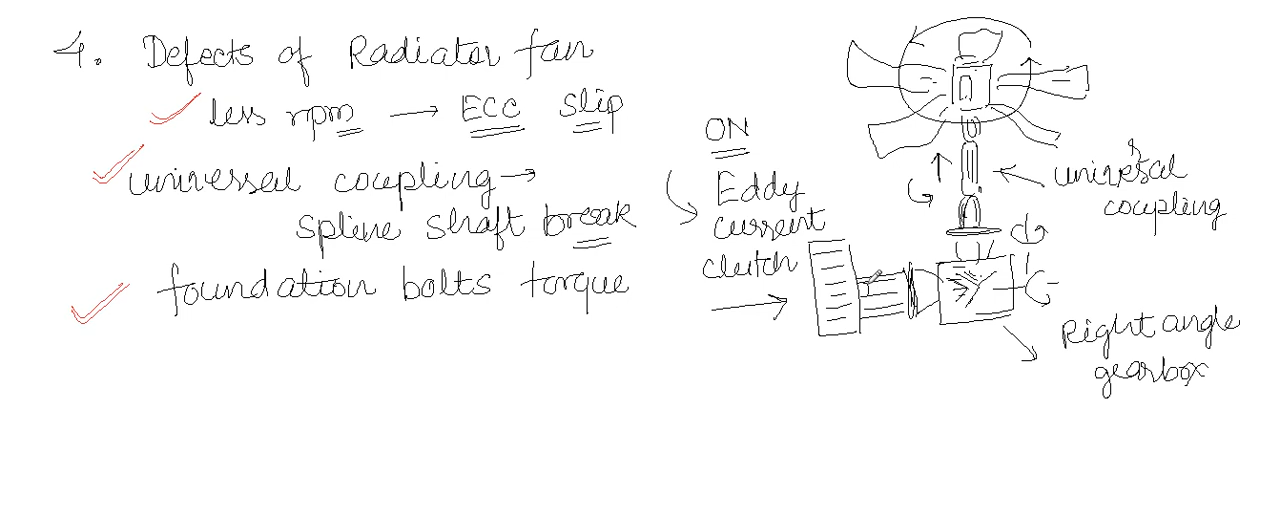 4. Defects of Radiator fan
less rpm → ECC slip
universal coupling →
spline shaft break
foundation bolts torque
ON
Eddy
current
clutch
universal
coupling
Right angle
gearbox